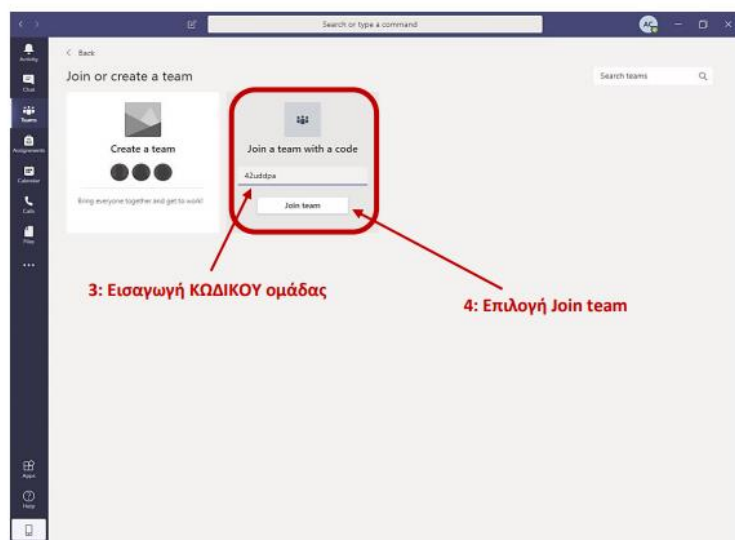 Search or type a command
AC
Activity
Chat
Teams
Assignments
Calendar
Calls
Files
Apps
Help
< Back
Join or create a team
Search teams
Create a team
Bring everyone together and get to work!
Join a team with a code
42uddpa
Join team
3: Εισαγωγή ΚΩΔΙΚΟΥ ομάδας
4: Επιλογή Join team